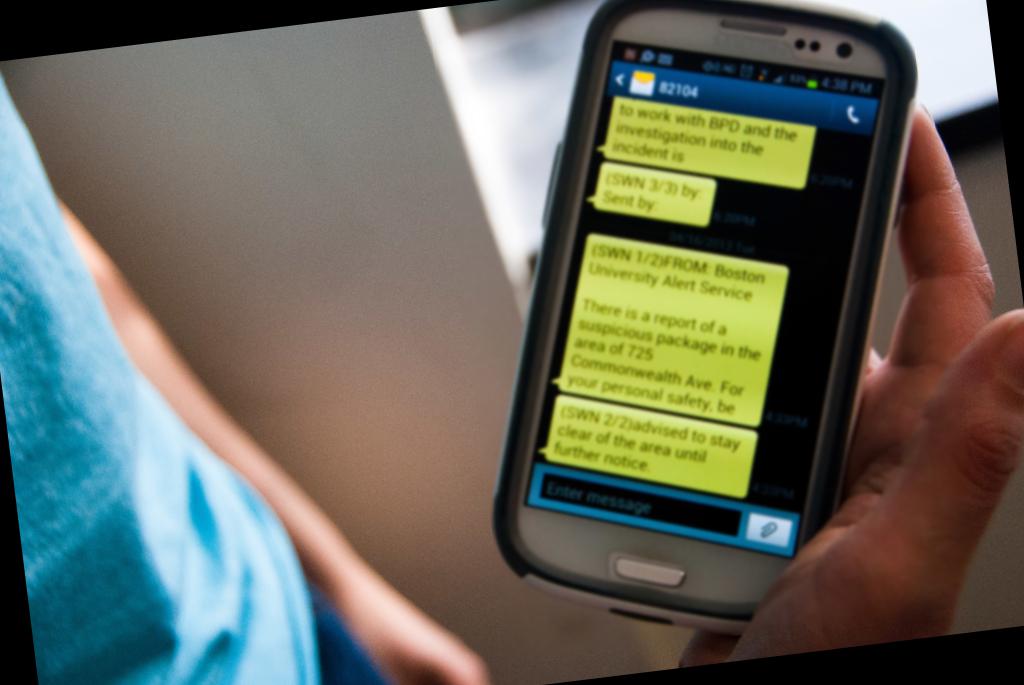 4:38 PM
82104
to work with BPD and the
investigation into the
incident is
6:20PM
(SWN 3/3) by:
Sent by:
6:20PM
04/16/2013 Tue
(SWN 1/2)FROM: Boston
University Alert Service
There is a report of a
suspicious package in the
area of 725
Commonwealth Ave. For
your personal safety, be
4:33PM
(SWN 2/2)advised to stay
clear of the area until
further notice.
4:33PM
Enter message